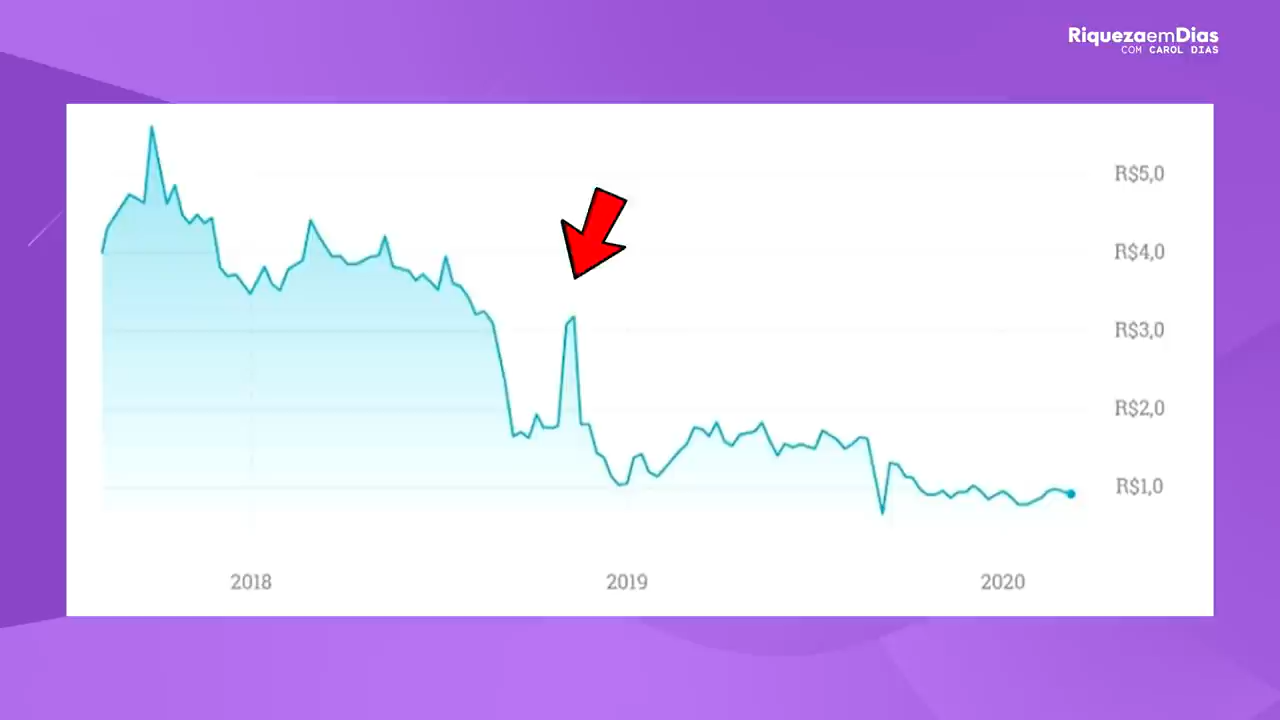 RiquezaemDias
COM CAROL DIAS
R$5,0
R$4,0
R$3,0
R$2,0
R$1,0
2018 2019 2020